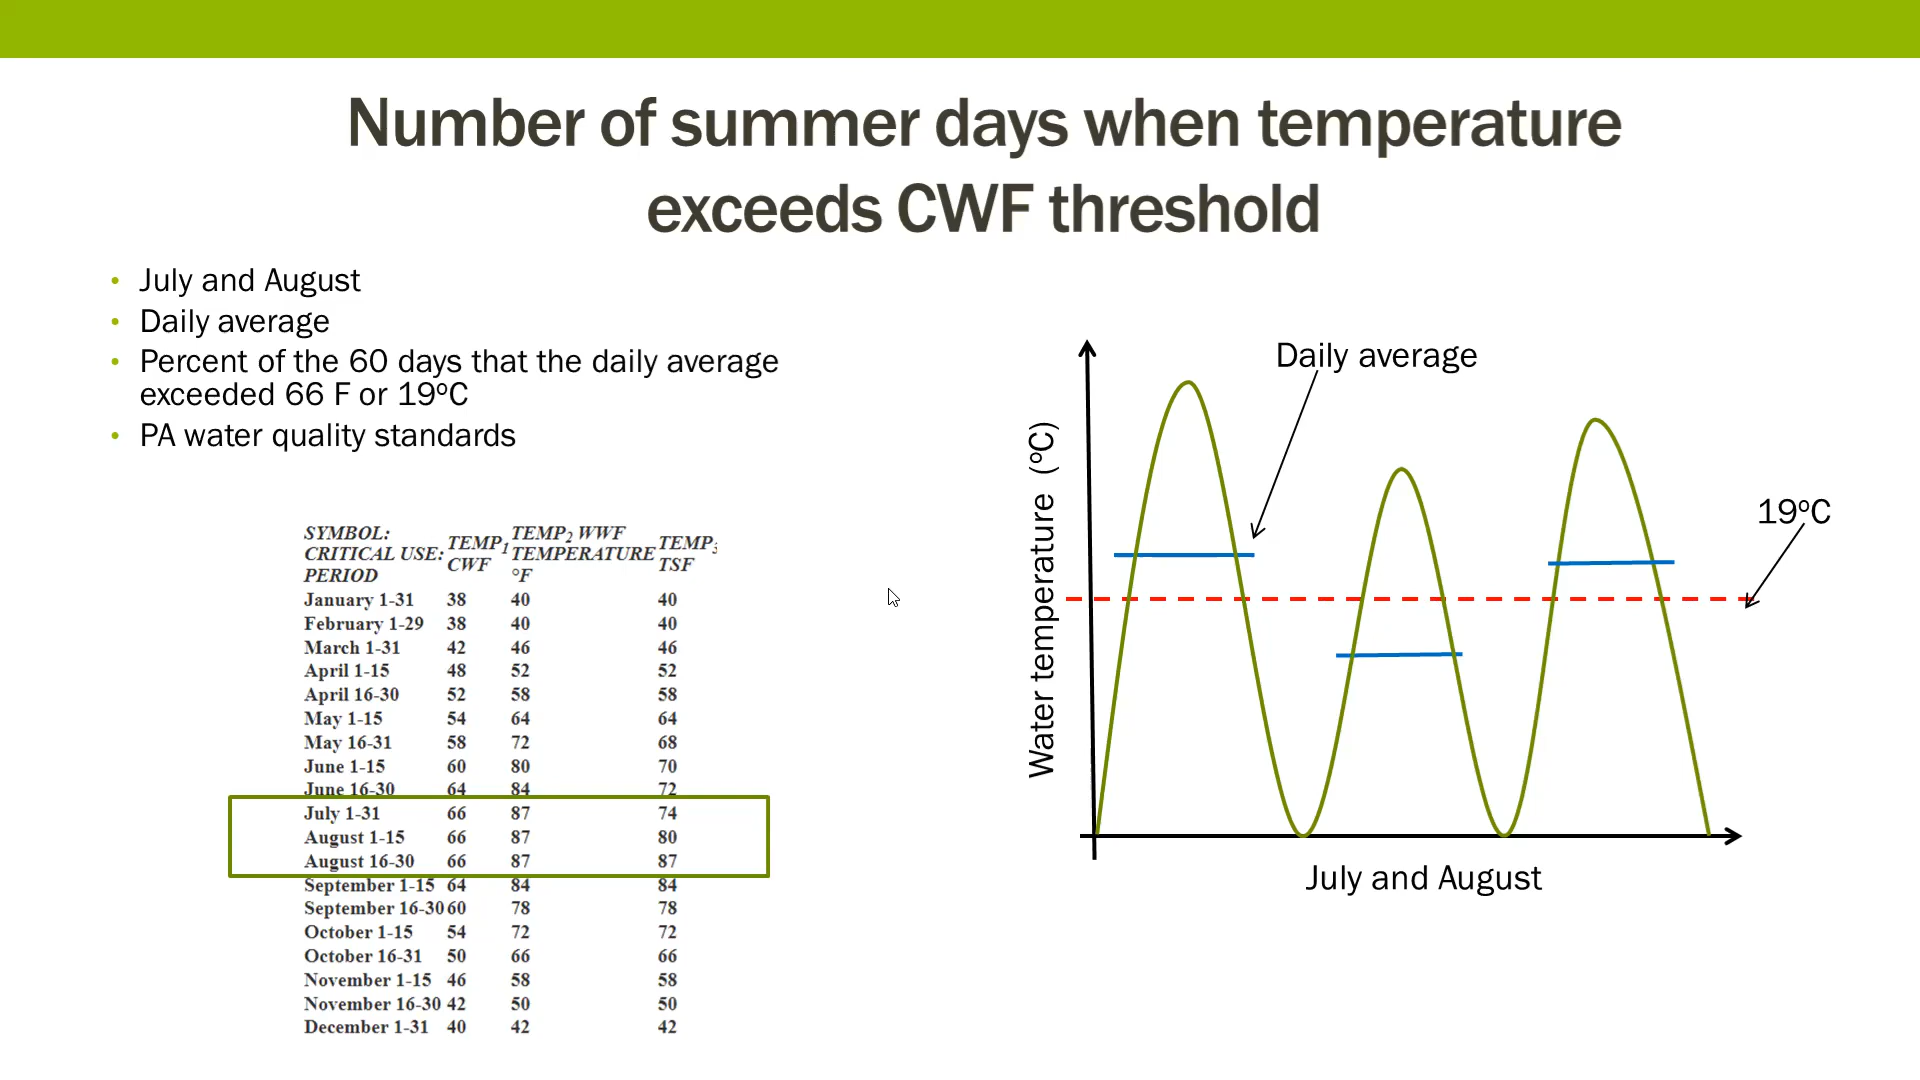 Number of summer days when temperature
exceeds CWF threshold
• July and August
• Daily average
• Percent of the 60 days that the daily average
exceeded 66 F or 19ºC
• PA water quality standards
SYMBOL:
CRITICAL USE:
PERIOD
TEMP1
CWF
TEMP2 WWF
TEMPERATURE
°F
TEMP3
TSF
January 1-31 38 40 40
February 1-29 38 40 40
March 1-31 42 46 46
April 1-15 48 52 52
April 16-30 52 58 58
May 1-15 54 64 64
May 16-31 58 72 68
June 1-15 60 80 70
June 16-30 64 84 72
July 1-31 66 87 74
August 1-15 66 87 80
August 16-30 66 87 87
September 1-15 64 84 84
September 16-30 60 78 78
October 1-15 54 72 72
October 16-31 50 66 66
November 1-15 46 58 58
November 16-30 42 50 50
December 1-31 40 42 42
Daily average
19ºC
Water temperature (ºC)
July and August